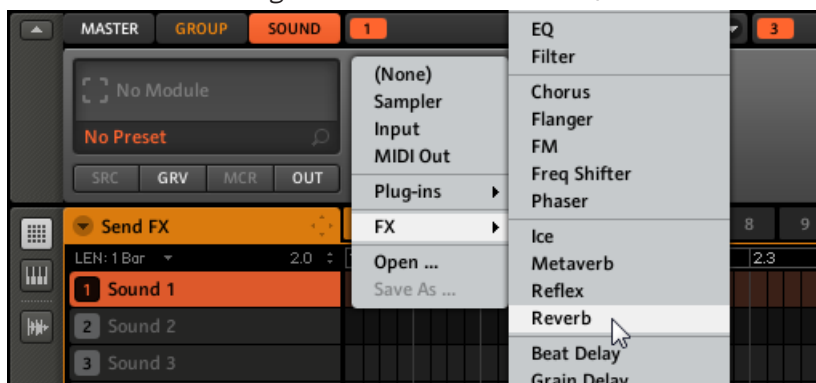 MASTER GROUP SOUND 1 3
No Module
No Preset
SRC GRV MCR OUT
(None)
Sampler
Input
MIDI Out
Plug-ins
FX
Open ...
Save As ...
EQ
Filter
Chorus
Flanger
FM
Freq Shifter
Phaser
Ice
Metaverb
Reflex
Reverb
Beat Delay
Grain Delay
Send FX
8 9
LEN: 1 Bar 2.0 2.3
1 Sound 1
2 Sound 2
3 Sound 3